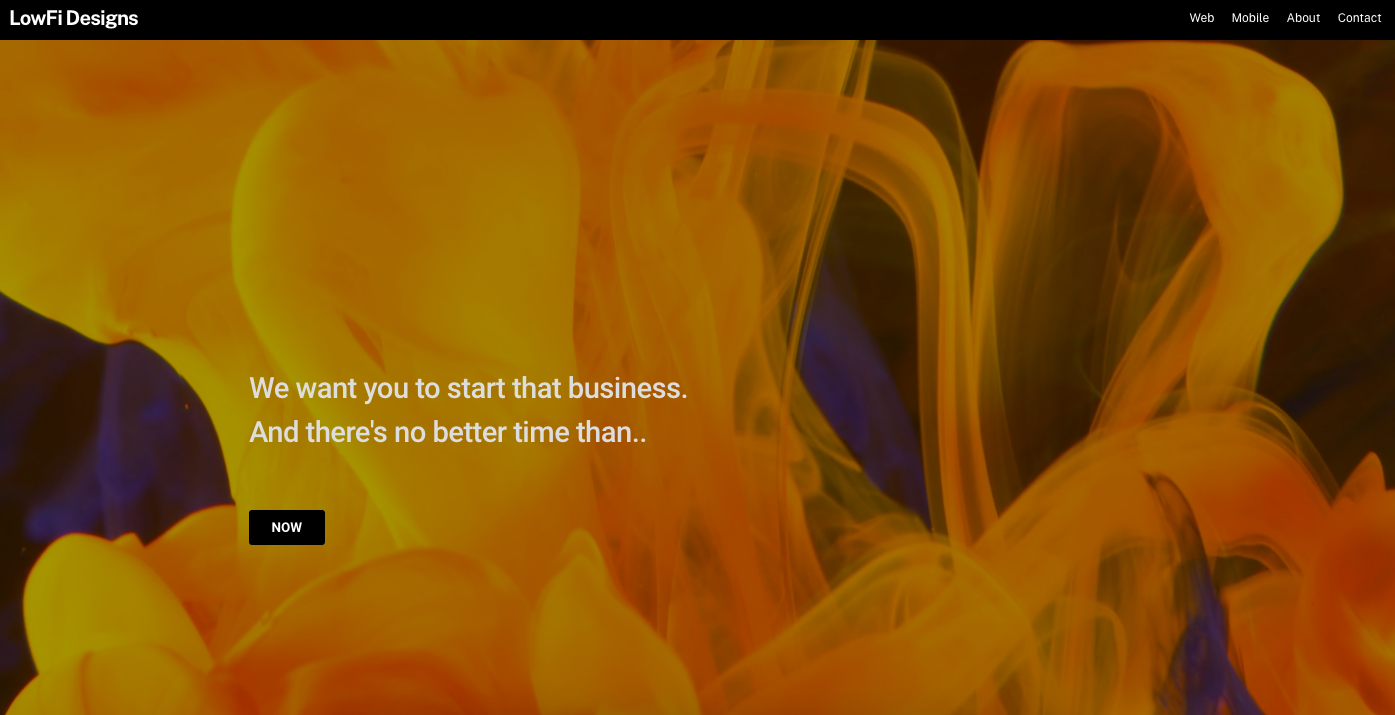 LowFi Designs
Web Mobile About Contact
We want you to start that business.
And there's no better time than..
NOW